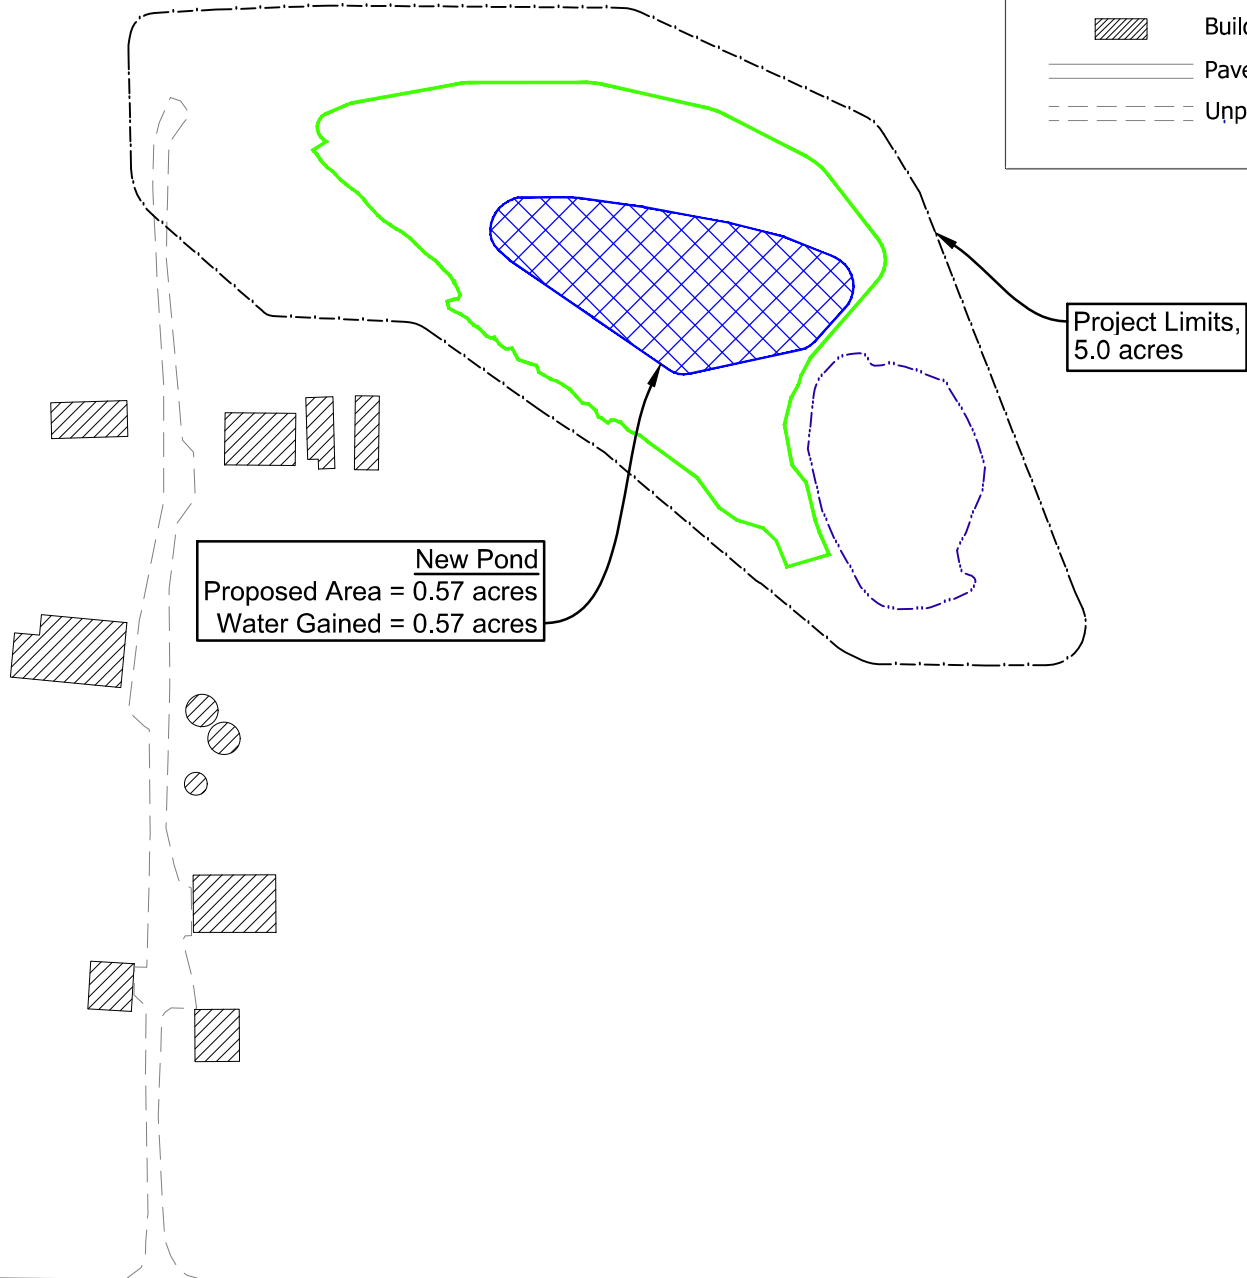 Project Limits,
5.0 acres
New Pond
Proposed Area = 0.57 acres
Water Gained = 0.57 acres